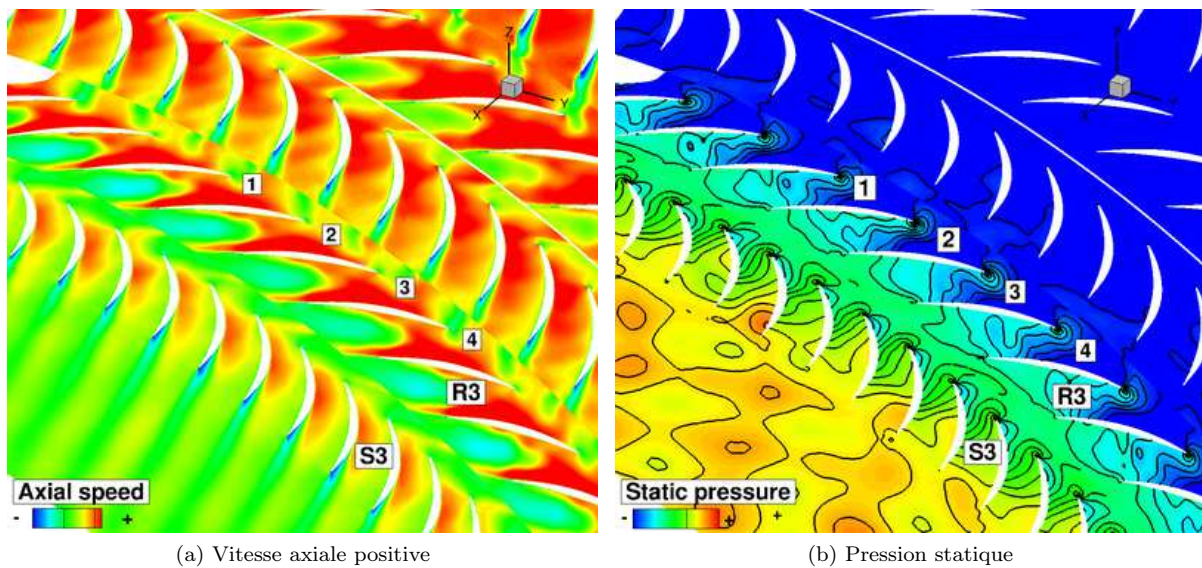 Z
Y
X
1
2
3
4
R3
S3
Axial speed
- +
1
2
3
4
R3
S3
Static pressure
- + +
(a) Vitesse axiale positive
(b) Pression statique